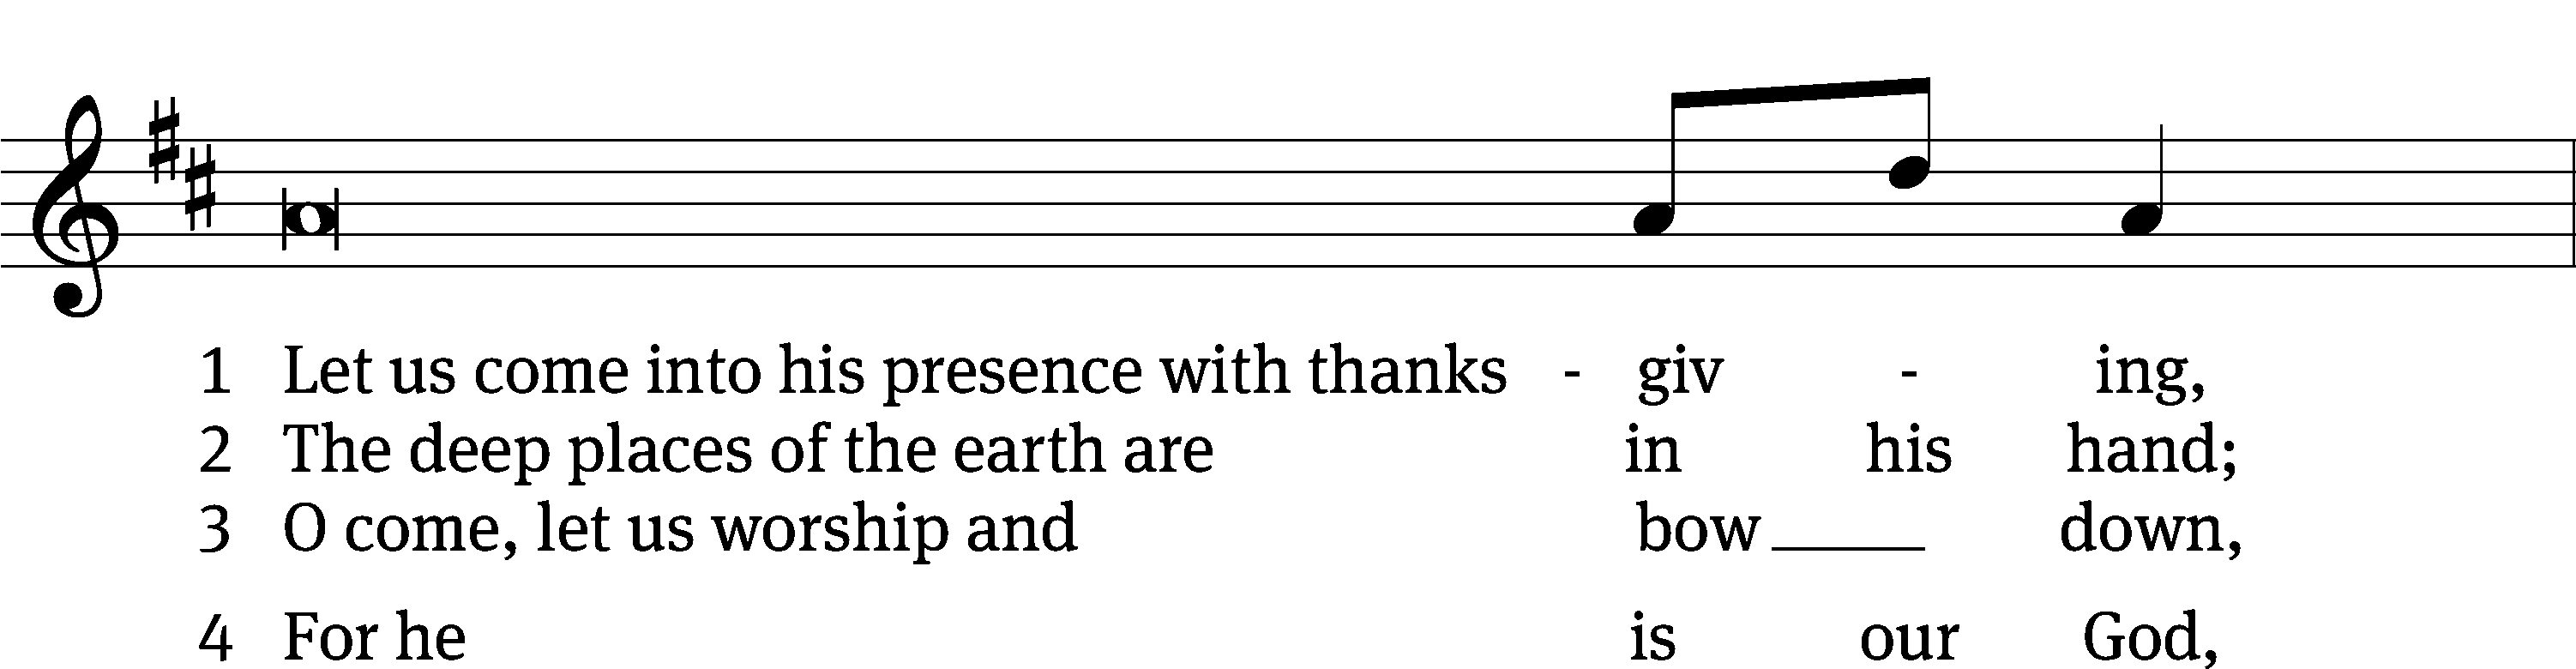 1 Let us come into his presence with thanks - giv - ing,
2 The deep places of the earth are in his hand;
3 O come, let us worship and bow____ down,
4 For he is our God,